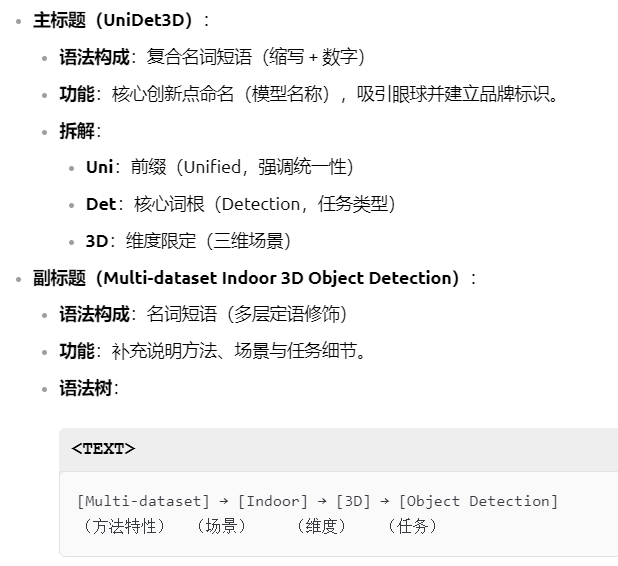 主标题（UniDet3D）：
语法构成：复合名词短语（缩写 + 数字）
功能：核心创新点命名（模型名称），吸引眼球并建立品牌标识。
拆解：
Uni：前缀（Unified，强调统一性）
Det：核心词根（Detection，任务类型）
3D：维度限定（三维场景）
副标题（Multi-dataset Indoor 3D Object Detection）：
语法构成：名词短语（多层定语修饰）
功能：补充说明方法、场景与任务细节。
语法树：
<TEXT>
[Multi-dataset] → [Indoor] → [3D] → [Object Detection]
（方法特性） （场景） （维度） （任务）